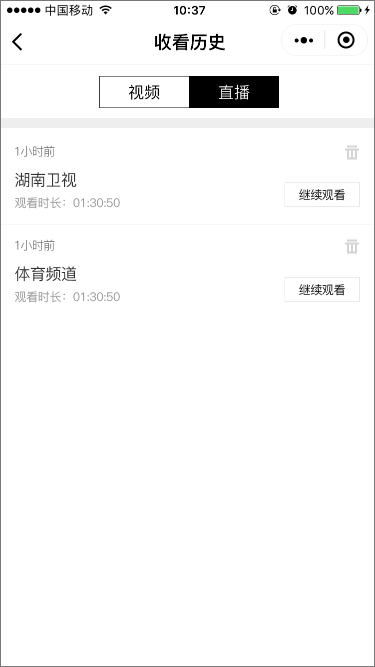 中国移动 10:37 100%
收看历史
视频 直播
1小时前
湖南卫视
观看时长：01:30:50
继续观看
1小时前
体育频道
观看时长：01:30:50
继续观看